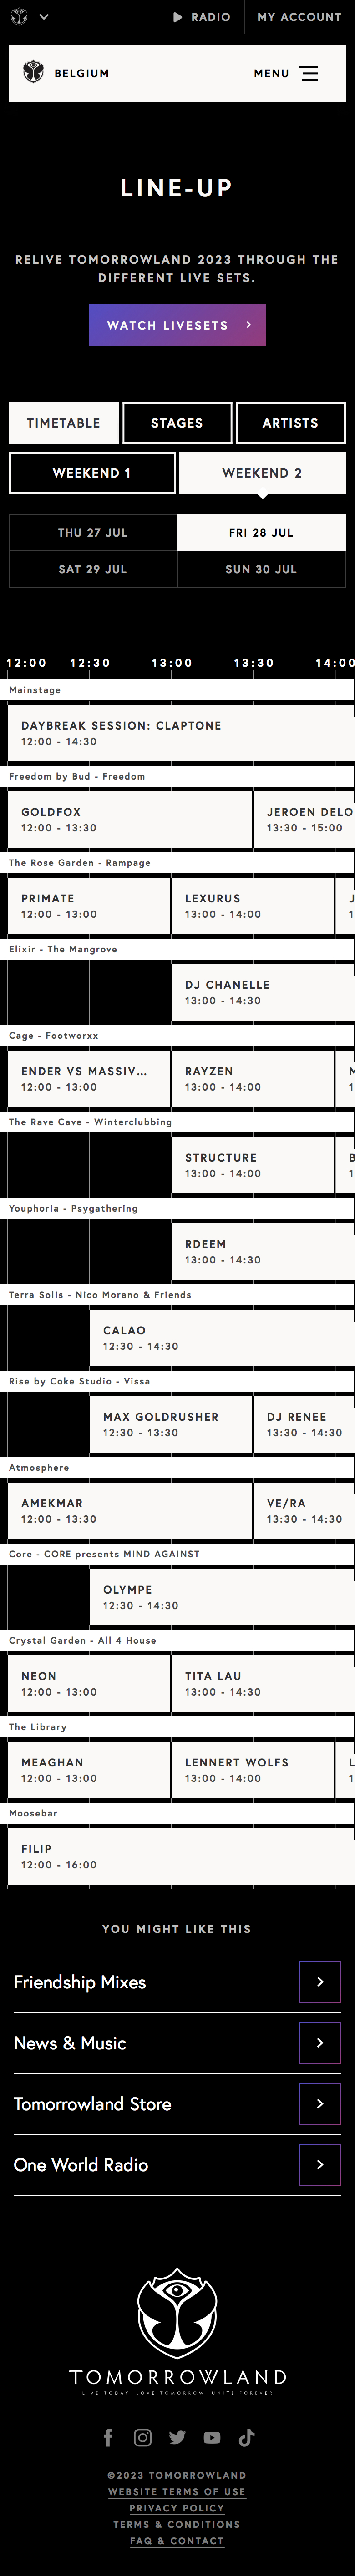 RADIO
MY ACCOUNT
BELGIUM
MENU
LINE-UP
RELIVE TOMORROWLAND 2023 THROUGH THE
DIFFERENT LIVE SETS.
WATCH LIVESETS
TIMETABLE
STAGES
ARTISTS
WEEKEND 1
WEEKEND 2
THU 27 JUL
FRI 28 JUL
SAT 29 JUL
SUN 30 JUL
12:00 12:30 13:00 13:30 14:00
Mainstage
DAYBREAK SESSION: CLAPTONE
12:00 - 14:30
Freedom by Bud - Freedom
GOLDFOX
12:00 - 13:30
JEROEN DELO
13:30 - 15:00
The Rose Garden - Rampage
PRIMATE
12:00 - 13:00
LEXURUS
13:00 - 14:00
J
1
Elixir - The Mangrove
DJ CHANELLE
13:00 - 14:30
Cage - Footworxx
ENDER VS MASSIV...
12:00 - 13:00
RAYZEN
13:00 - 14:00
M
1
The Rave Cave - Winterclubbing
STRUCTURE
13:00 - 14:00
B
1
Youphoria - Psygathering
RDEEM
13:00 - 14:30
Terra Solis - Nico Morano & Friends
CALAO
12:30 - 14:30
Rise by Coke Studio - Vissa
MAX GOLDRUSHER
12:30 - 13:30
DJ RENEE
13:30 - 14:30
Atmosphere
AMEKMAR
12:00 - 13:30
VE/RA
13:30 - 14:30
Core - CORE presents MIND AGAINST
OLYMPE
12:30 - 14:30
Crystal Garden - All 4 House
NEON
12:00 - 13:00
TITA LAU
13:00 - 14:30
The Library
MEAGHAN
12:00 - 13:00
LENNERT WOLFS
13:00 - 14:00
L
1
Moosebar
FILIP
12:00 - 16:00
YOU MIGHT LIKE THIS
Friendship Mixes
News & Music
Tomorrowland Store
One World Radio
TOMORROWLAND
LIVE TODAY LOVE TOMORROW UNITE FOREVER
©2023 TOMORROWLAND
WEBSITE TERMS OF USE
PRIVACY POLICY
TERMS & CONDITIONS
FAQ & CONTACT